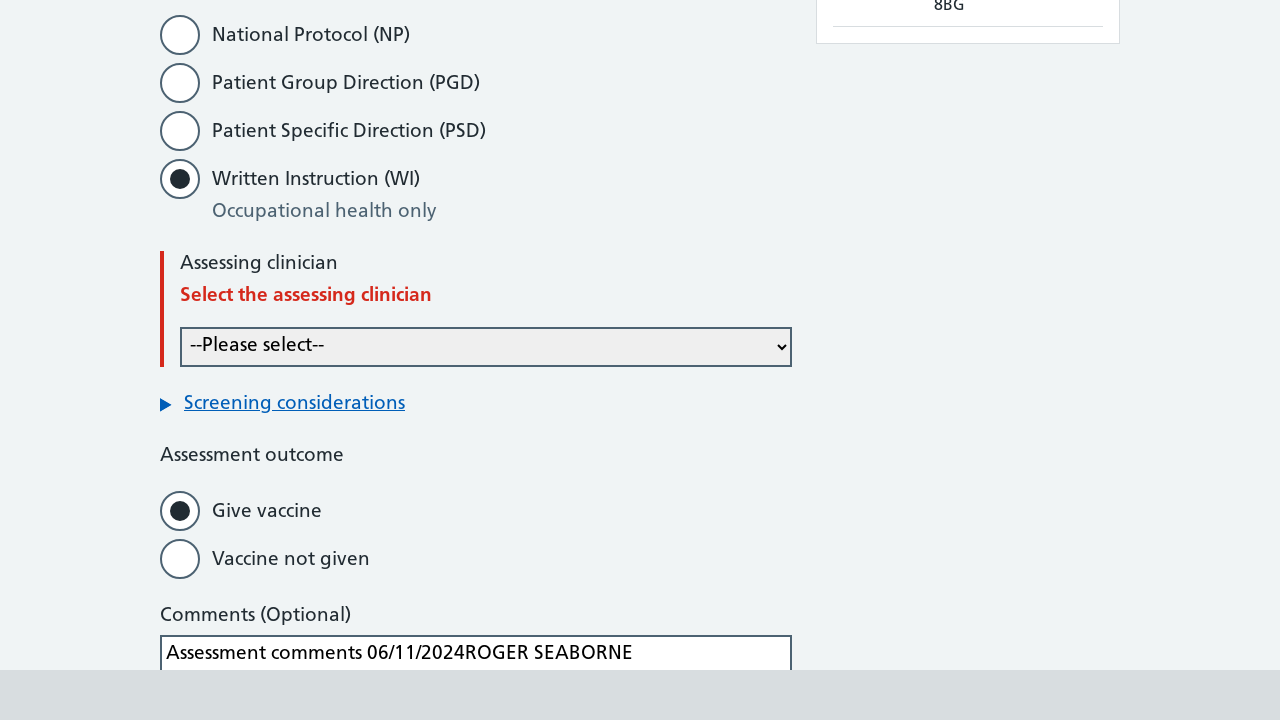 8BG
National Protocol (NP)
Patient Group Direction (PGD)
Patient Specific Direction (PSD)
Written Instruction (WI)
Occupational health only
Assessing clinician
Select the assessing clinician
--Please select--
Screening considerations
Assessment outcome
Give vaccine
Vaccine not given
Comments (Optional)
Assessment comments 06/11/2024ROGER SEABORNE